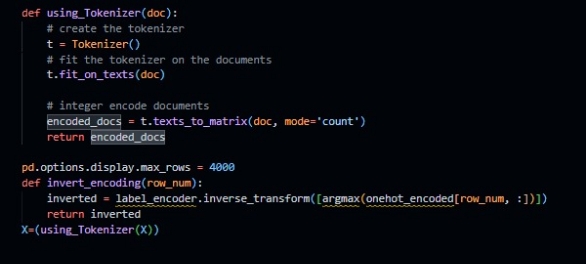 def using_Tokenizer(doc):
    # create the tokenizer
    t = Tokenizer()
    # fit the tokenizer on the documents
    t.fit_on_texts(doc)

    # integer encode documents
    encoded_docs = t.texts_to_matrix(doc, mode='count')
    return encoded_docs

pd.options.display.max_rows = 4000
def invert_encoding(row_num):
    inverted = label_encoder.inverse_transform([argmax(onehot_encoded[row_num, :])])
    return inverted
X=(using_Tokenizer(X))